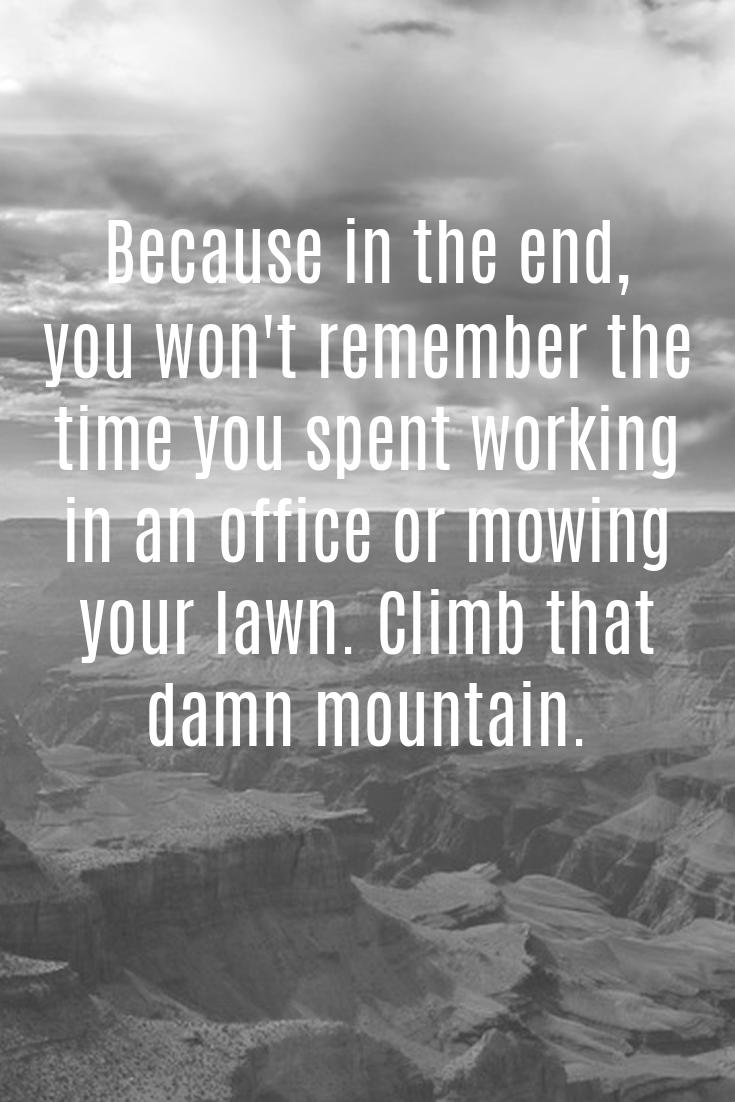 Because in the end,
you won't remember the
time you spent working
in an office or mowing
your lawn. Climb that
damn mountain.